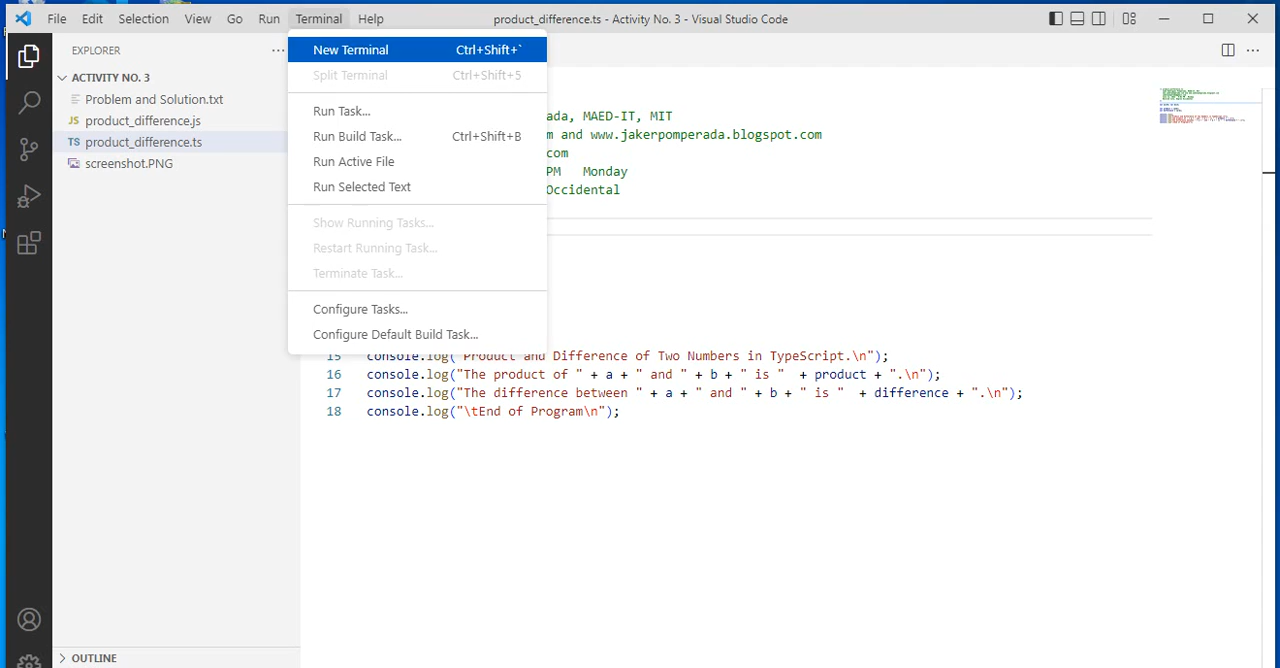 File Edit Selection View Go Run Terminal Help product_difference.ts - Activity No. 3 - Visual Studio Code
EXPLORER
ACTIVITY NO. 3
Problem and Solution.txt
JS product_difference.js
TS product_difference.ts
screenshot.PNG
New Terminal Ctrl+Shift+`
Split Terminal Ctrl+Shift+5
Run Task...
Run Build Task... Ctrl+Shift+B
Run Active File
Run Selected Text
Show Running Tasks...
Restart Running Task...
Terminate Task...
Configure Tasks...
Configure Default Build Task...
ada, MAED-IT, MIT
m and www.jakerpomperada.blogspot.com
com
PM Monday
Occidental
15 console.log("Product and Difference of Two Numbers in TypeScript.\n");
16 console.log("The product of " + a + " and " + b + " is " + product + ".\n");
17 console.log("The difference between " + a + " and " + b + " is " + difference + ".\n");
18 console.log("\tEnd of Program\n");
OUTLINE